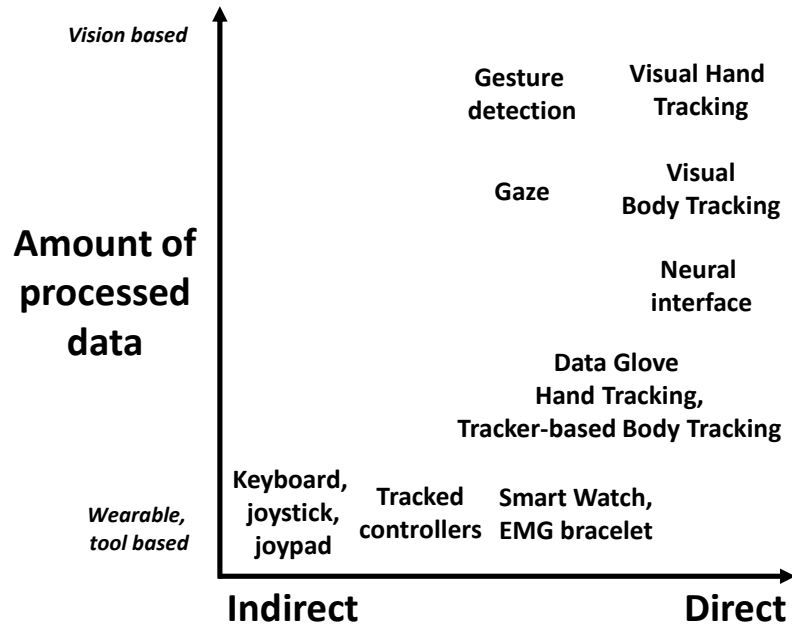 Vision based
Gesture
detection
Visual Hand
Tracking
Gaze
Visual
Body Tracking
Amount of
processed
data
Neural
interface
Data Glove
Hand Tracking,
Tracker-based Body Tracking
Wearable,
tool based
Keyboard,
joystick,
joypad
Tracked
controllers
Smart Watch,
EMG bracelet
Indirect
Direct